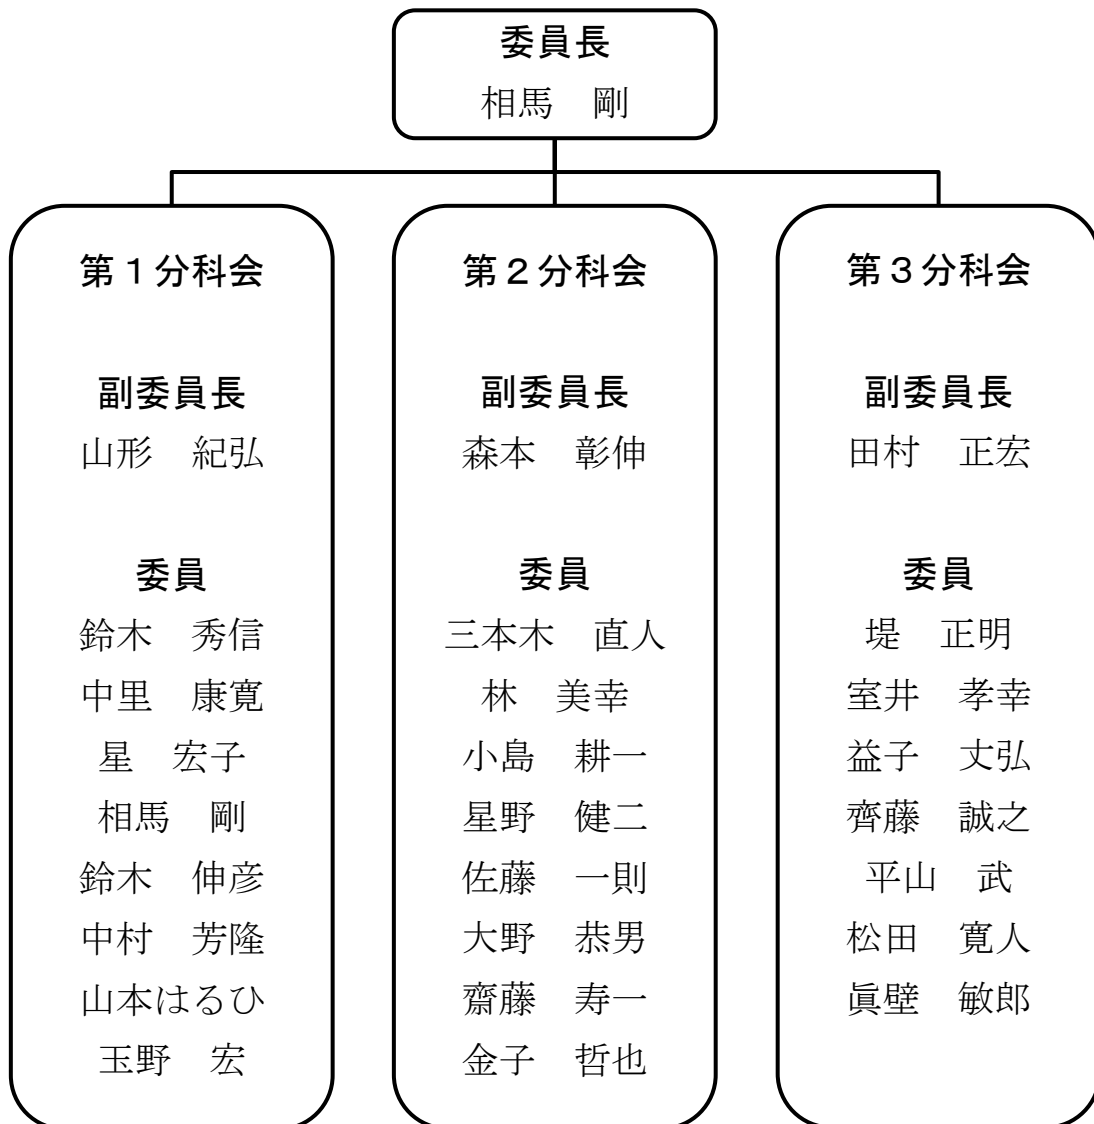 委員長
相馬　剛
第１分科会
副委員長
山形　紀弘
委員
鈴木　秀信
中里　康寛
星　宏子
相馬　剛
鈴木　伸彦
中村　芳隆
山本はるひ
玉野　宏
第２分科会
副委員長
森本　彰伸
委員
三本木　直人
林　美幸
小島　耕一
星野　健二
佐藤　一則
大野　恭男
齋藤　寿一
金子　哲也
第３分科会
副委員長
田村　正宏
委員
堤　正明
室井　孝幸
益子　丈弘
齊藤　誠之
平山　武
松田　寛人
眞壁　敏郎